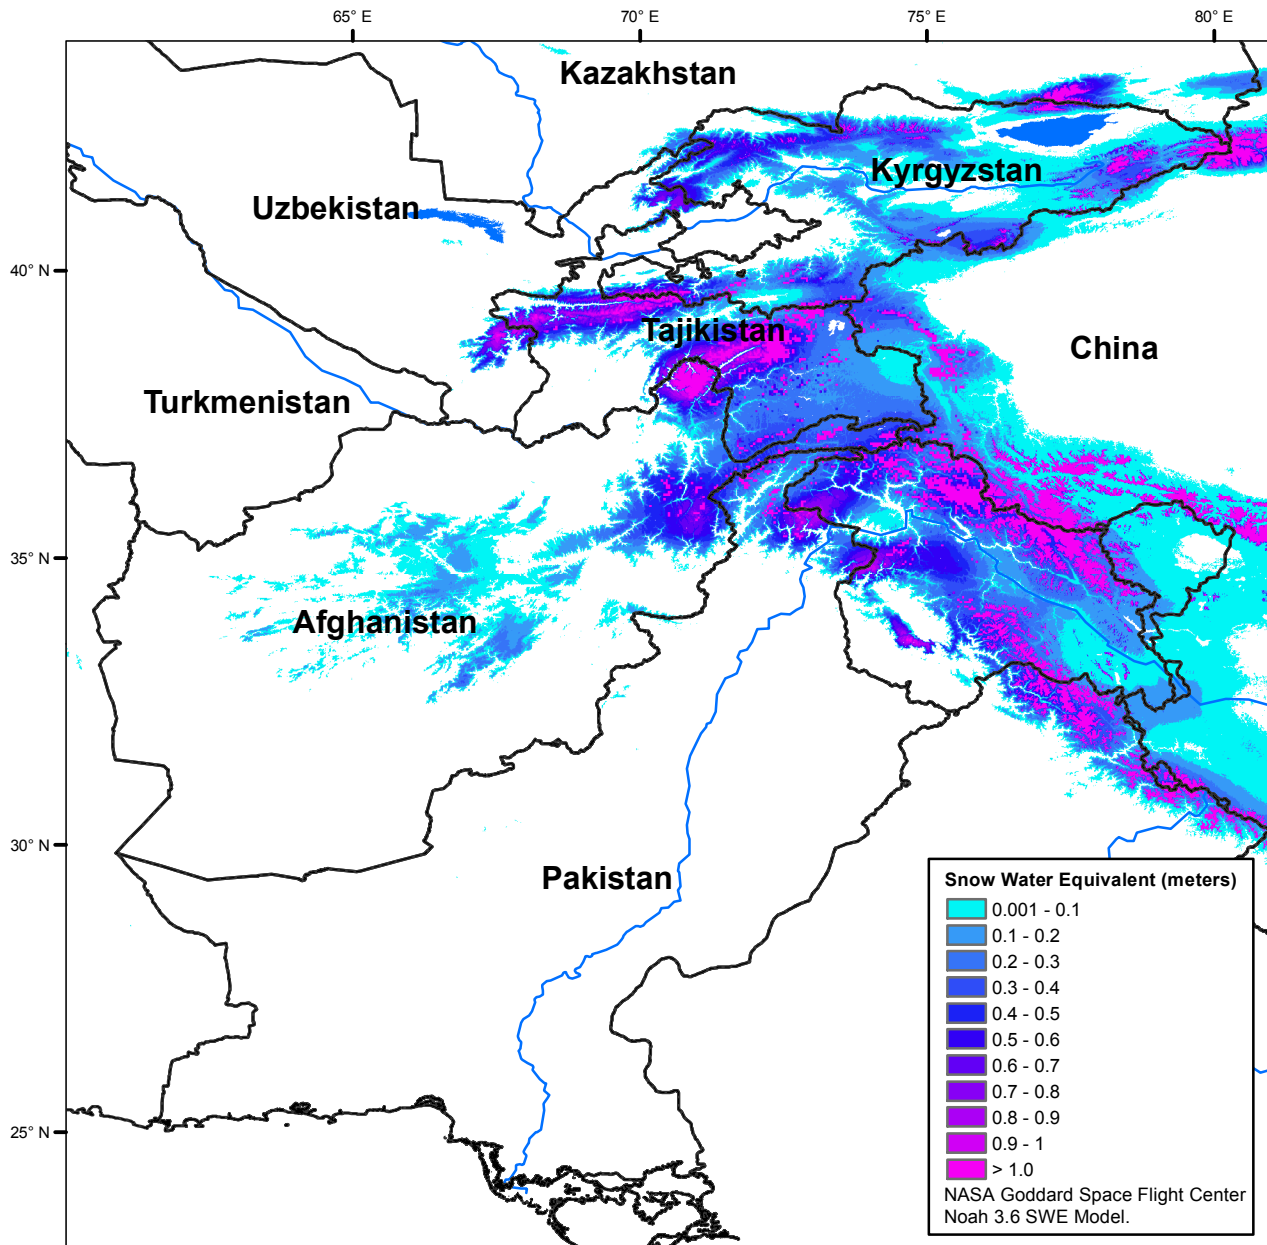 65° E
70° E
75° E
80° E
Kazakhstan
Kyrgyzstan
Uzbekistan
40° N
Tajikistan
China
Turkmenistan
35° N
Afghanistan
30° N
Pakistan
25° N
Snow Water Equivalent (meters)
0.001 - 0.1
0.1 - 0.2
0.2 - 0.3
0.3 - 0.4
0.4 - 0.5
0.5 - 0.6
0.6 - 0.7
0.7 - 0.8
0.8 - 0.9
0.9 - 1
> 1.0
NASA Goddard Space Flight Center
Noah 3.6 SWE Model.